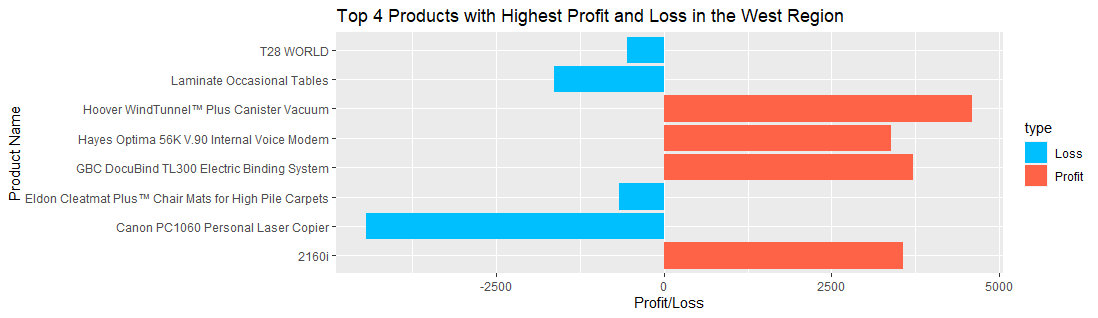 Top 4 Products with Highest Profit and Loss in the West Region
Product Name
T28 WORLD
Laminate Occasional Tables
Hoover WindTunnel™ Plus Canister Vacuum
Hayes Optima 56K V.90 Internal Voice Modem
GBC DocuBind TL300 Electric Binding System
Eldon Cleatmat Plus™ Chair Mats for High Pile Carpets
Canon PC1060 Personal Laser Copier
2160i
-2500 0 2500 5000
Profit/Loss
type
Loss
Profit